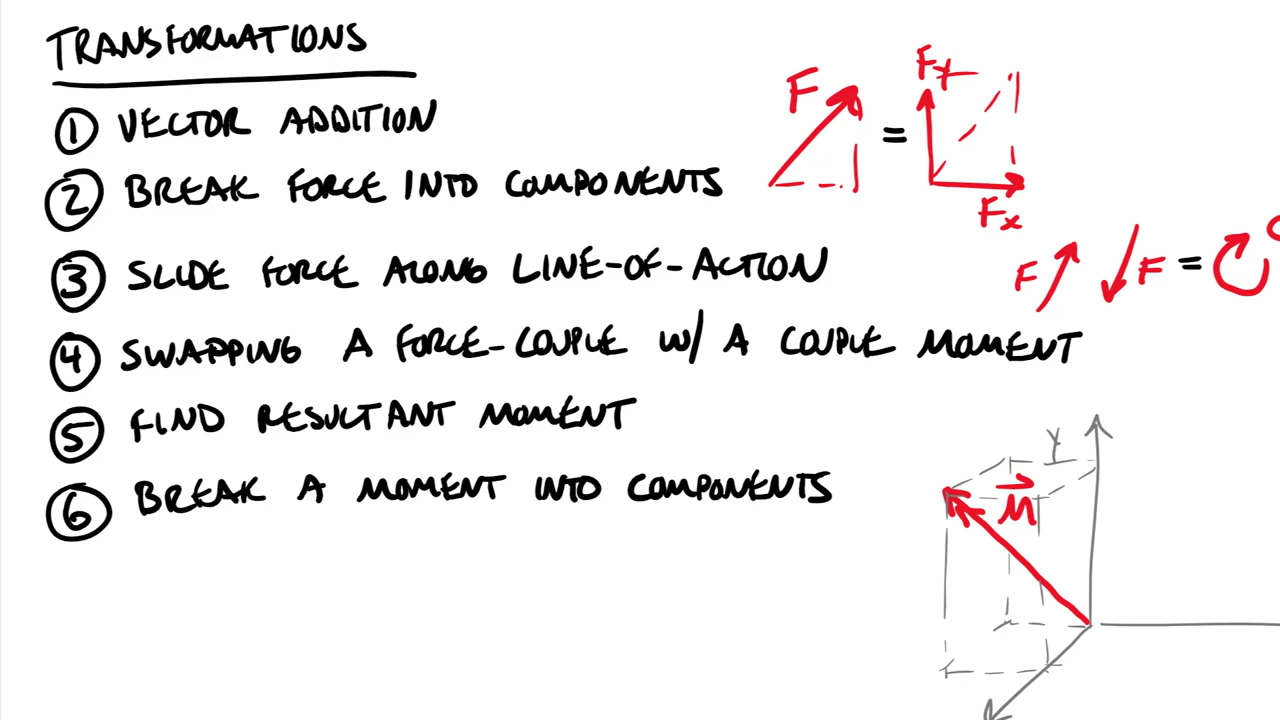 TRANSFORMATIONS
① VECTOR ADDITION
② BREAK FORCE INTO COMPONENTS
③ SLIDE FORCE ALONG LINE-OF-ACTION
④ SWAPPING A FORCE-COUPLE W/ A COUPLE MOMENT
⑤ FIND RESULTANT MOMENT
⑥ BREAK A MOMENT INTO COMPONENTS
F = Fy
Fx
F F =
Y
M